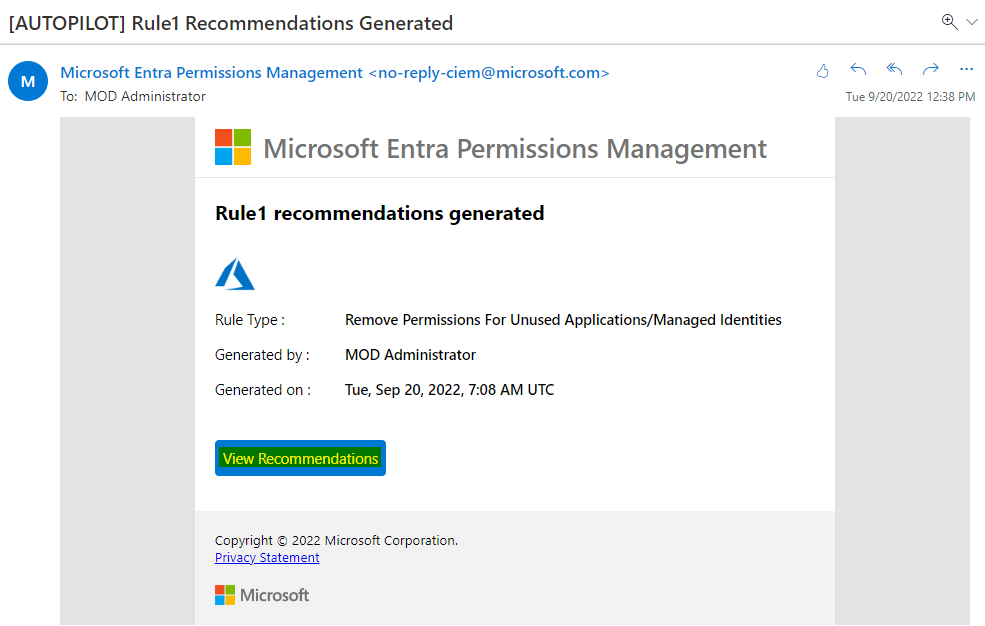 [AUTOPILOT] Rule1 Recommendations Generated
M
Microsoft Entra Permissions Management <no-reply-ciem@microsoft.com>
To: MOD Administrator
Tue 9/20/2022 12:38 PM
Microsoft Entra Permissions Management
Rule1 recommendations generated
Rule Type : Remove Permissions For Unused Applications/Managed Identities
Generated by : MOD Administrator
Generated on : Tue, Sep 20, 2022, 7:08 AM UTC
View Recommendations
Copyright © 2022 Microsoft Corporation.
Privacy Statement
Microsoft